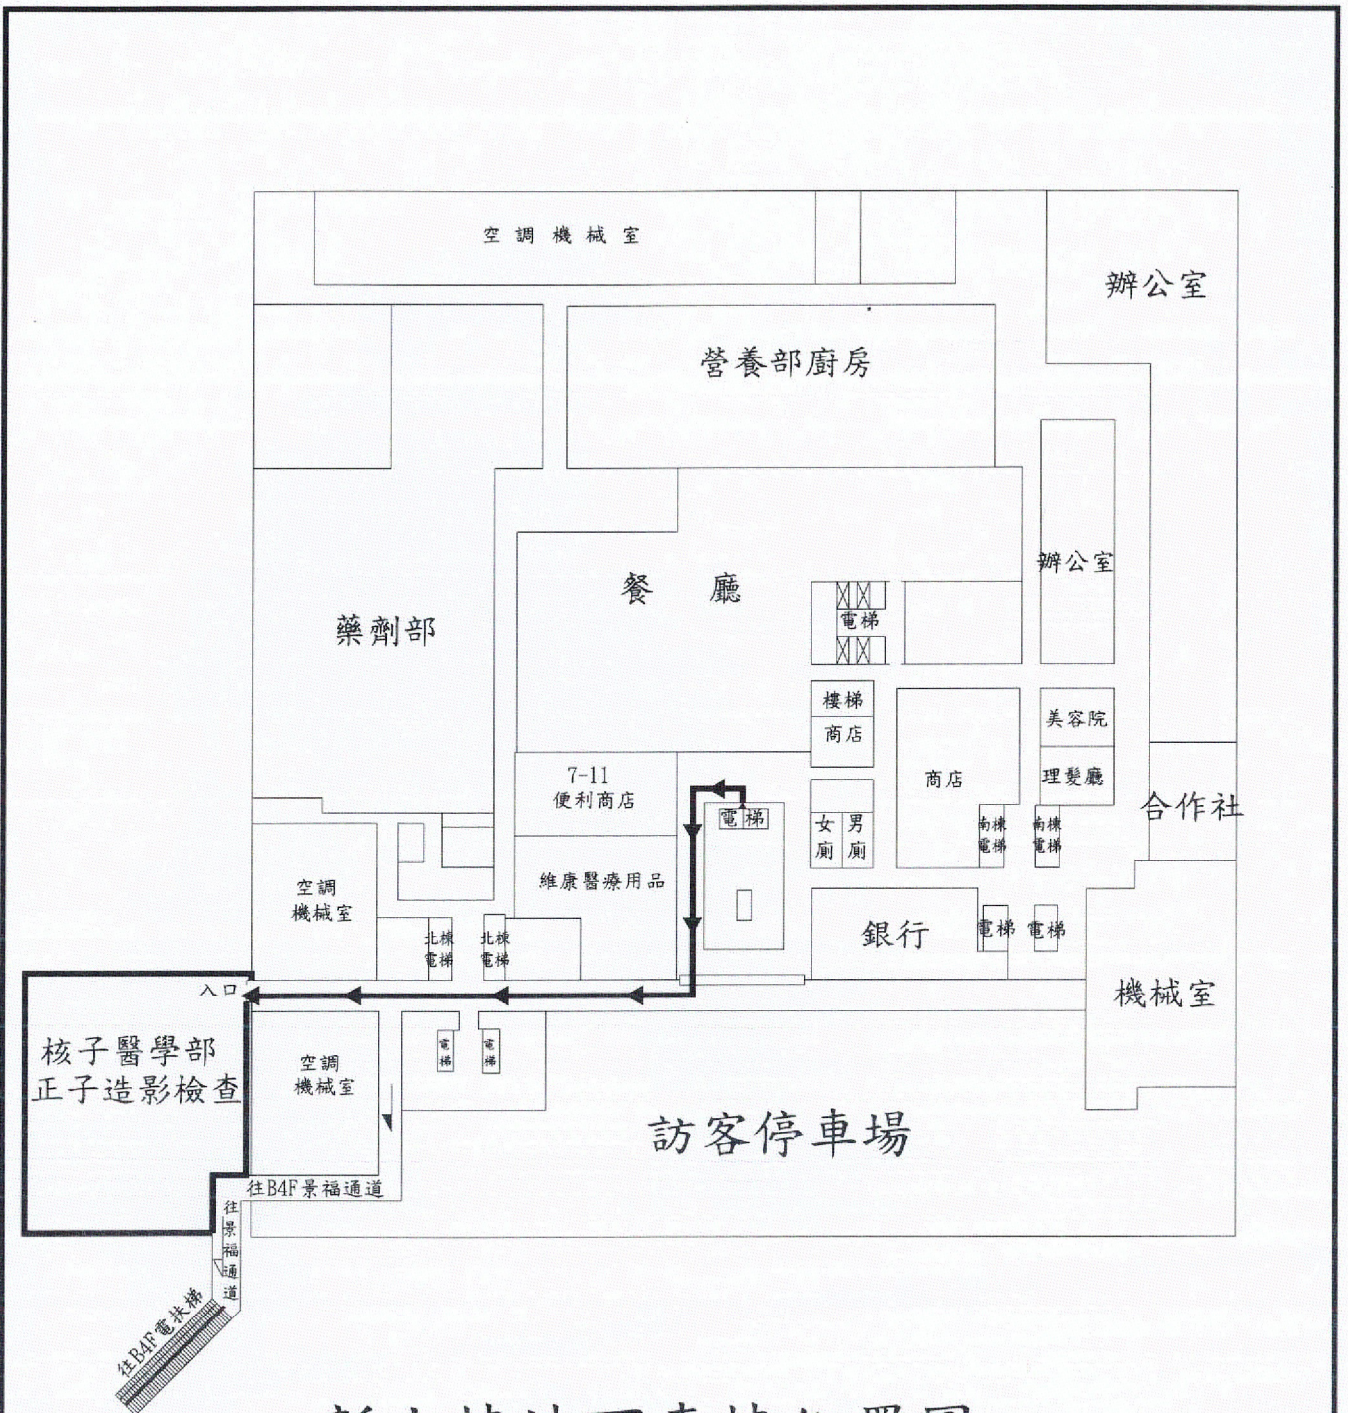 空調機械室
辦公室
營養部廚房
辦公室
餐廳
電梯
藥劑部
樓梯
商店
美容院
7-11
便利商店
商店
理髮廳
合作社
電梯
女廁
男廁
南棟電梯
南棟電梯
維康醫療用品
空調
機械室
北棟電梯
北棟電梯
銀行
電梯
電梯
入口
機械室
核子醫學部
正子造影檢查
空調
機械室
電梯
電梯
訪客停車場
往B4F景福通道
往景福通道
往B4F電扶梯